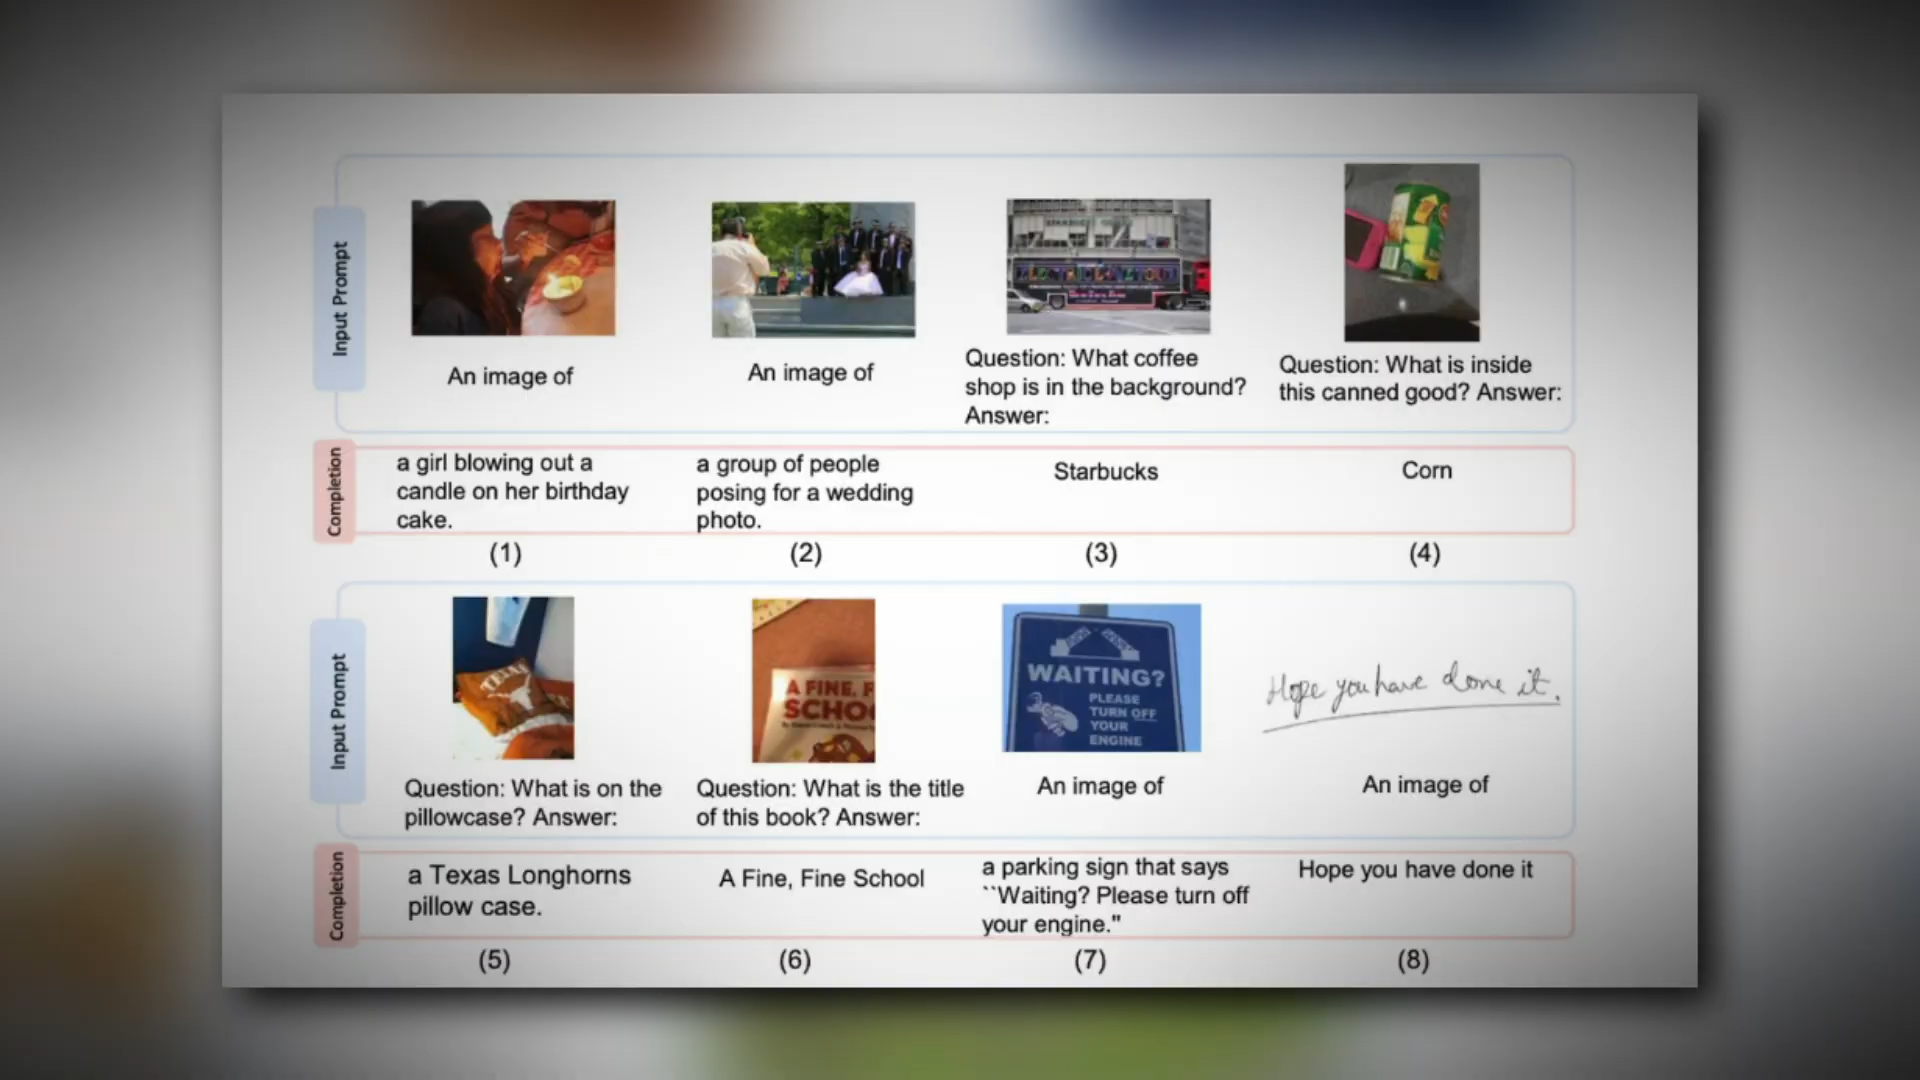 Input Prompt
An image of
An image of
Question: What coffee
shop is in the background?
Answer:
Question: What is inside
this canned good? Answer:
Completion
a girl blowing out a
candle on her birthday
cake.
a group of people
posing for a wedding
photo.
Starbucks
Corn
(1)
(2)
(3)
(4)
Input Prompt
TEXAS
A FINE, F
SCHO
WAITING?
PLEASE
TURN OFF
YOUR
ENGINE
Hope you have done it.
Question: What is on the
pillowcase? Answer:
Question: What is the title
of this book? Answer:
An image of
An image of
Completion
a Texas Longhorns
pillow case.
A Fine, Fine School
a parking sign that says
``Waiting? Please turn off
your engine."
Hope you have done it
(5)
(6)
(7)
(8)